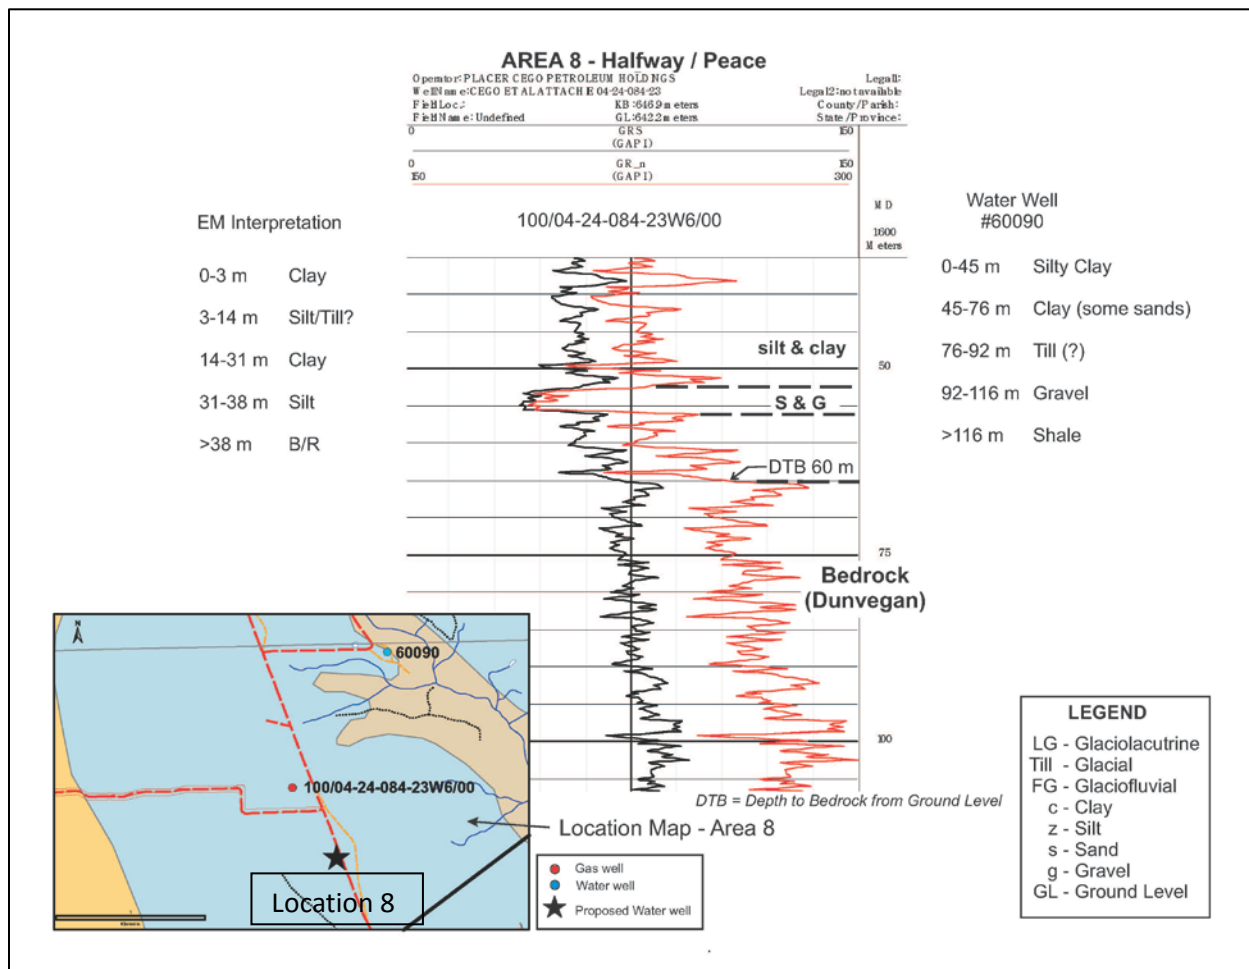 AREA 8 - Halfway / Peace
Operator: PLACER CEGO PETROLEUM HOLDINGS
Legal1:
WellName: CEGO ET AL ATTACHIE 04-24-084-23
Legal2: not available
Field Loc.:
KB: 646.9 meters
County/Parish:
Field Name: Undefined
GL: 642.2 meters
State/Province:
0 GRS 150
(GAPI)
0 GR_n 150
150 (GAPI) 300
MD
1600
Meters
100/04-24-084-23W6/00
EM Interpretation
0-3 m Clay
3-14 m Silt/Till?
14-31 m Clay
31-38 m Silt
>38 m B/R
Water Well
#60090
0-45 m Silty Clay
45-76 m Clay (some sands)
76-92 m Till (?)
92-116 m Gravel
>116 m Shale
silt & clay
50
S & G
DTB 60 m
75
Bedrock
(Dunvegan)
100
DTB = Depth to Bedrock from Ground Level
N
60090
100/04-24-084-23W6/00
Location 8
Location Map - Area 8
Gas well
Water well
Proposed Water well
LEGEND
LG - Glaciolacutrine
Till - Glacial
FG - Glaciofluvial
c - Clay
z - Silt
s - Sand
g - Gravel
GL - Ground Level